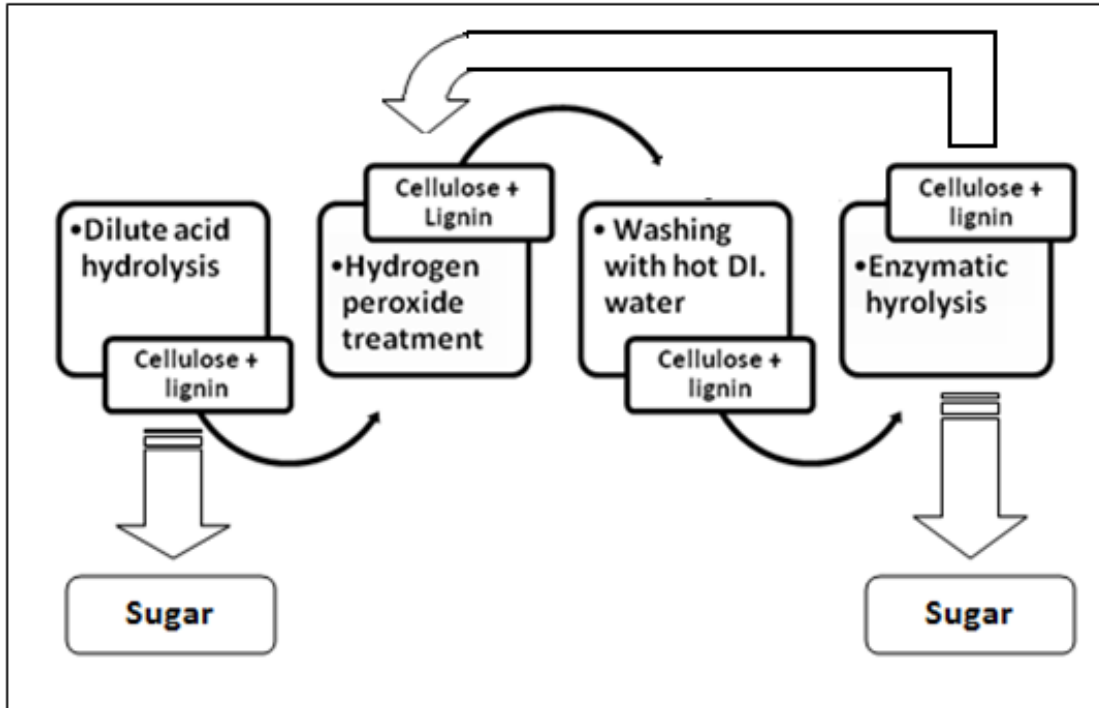 •Dilute acid
hydrolysis
Cellulose +
lignin
Sugar
Cellulose +
Lignin
•Hydrogen
peroxide
treatment
• Washing
with hot DI.
water
Cellulose +
lignin
Cellulose +
lignin
•Enzymatic
hyrolysis
Sugar